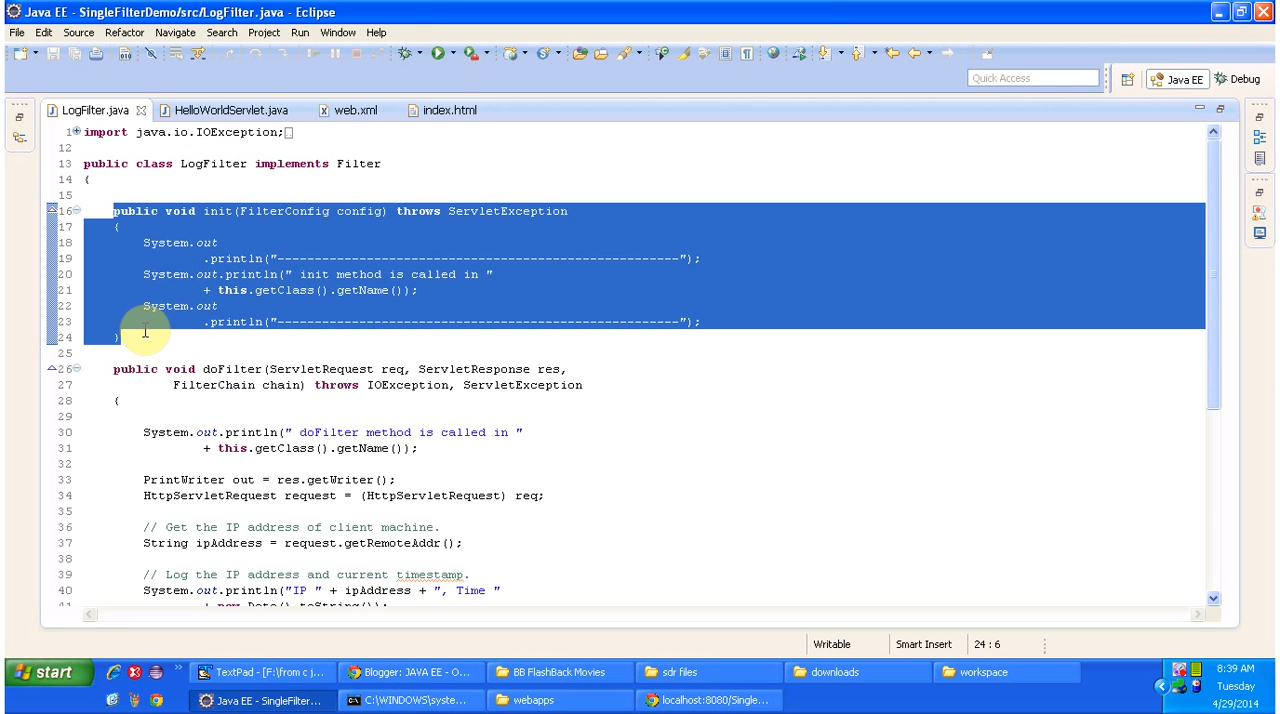 Java EE - SingleFilterDemo/src/LogFilter.java - Eclipse
File Edit Source Refactor Navigate Search Project Run Window Help
Quick Access
Java EE
Debug
LogFilter.java
HelloWorldServlet.java
web.xml
index.html
1 import java.io.IOException;
12
13 public class LogFilter implements Filter
14 {
15
16 public void init(FilterConfig config) throws ServletException
17 {
18 System.out
19 .println("------------------------------------------------------");
20 System.out.println(" init method is called in "
21 + this.getClass().getName());
22 System.out
23 .println("------------------------------------------------------");
24 }
25
26 public void doFilter(ServletRequest req, ServletResponse res,
27 FilterChain chain) throws IOException, ServletException
28 {
29
30 System.out.println(" doFilter method is called in "
31 + this.getClass().getName());
32
33 PrintWriter out = res.getWriter();
34 HttpServletRequest request = (HttpServletRequest) req;
35
36 // Get the IP address of client machine.
37 String ipAddress = request.getRemoteAddr();
38
39 // Log the IP address and current timestamp.
40 System.out.println("IP " + ipAddress + ", Time "
41 + new Date().toString());
Writable
Smart Insert
24 : 6
start
TextPad - [F:\from c j...
Blogger: JAVA EE - O...
BB FlashBack Movies
sdr files
downloads
workspace
8:39 AM
Java EE - SingleFilter...
C:\WINDOWS\syste...
webapps
localhost:8080/Single...
Tuesday
4/29/2014